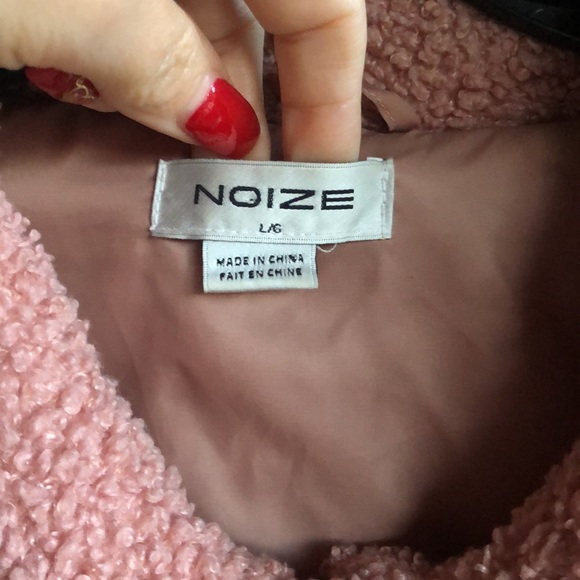 NOIZE
L/G
MADE IN CHINA
FAIT EN CHINE